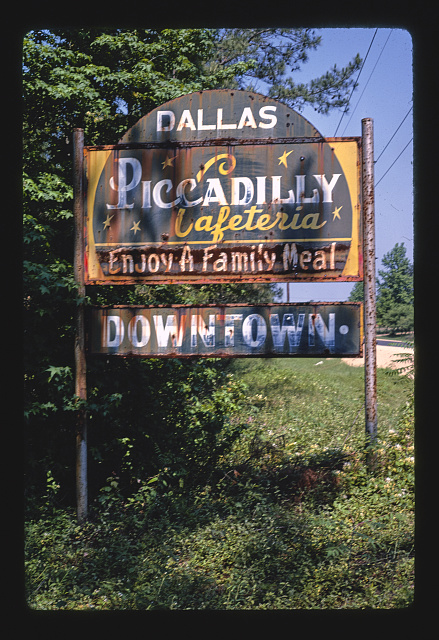 DALLAS
PICCADILLY
Cafeteria
Enjoy A Family Meal
DOWNTOWN·